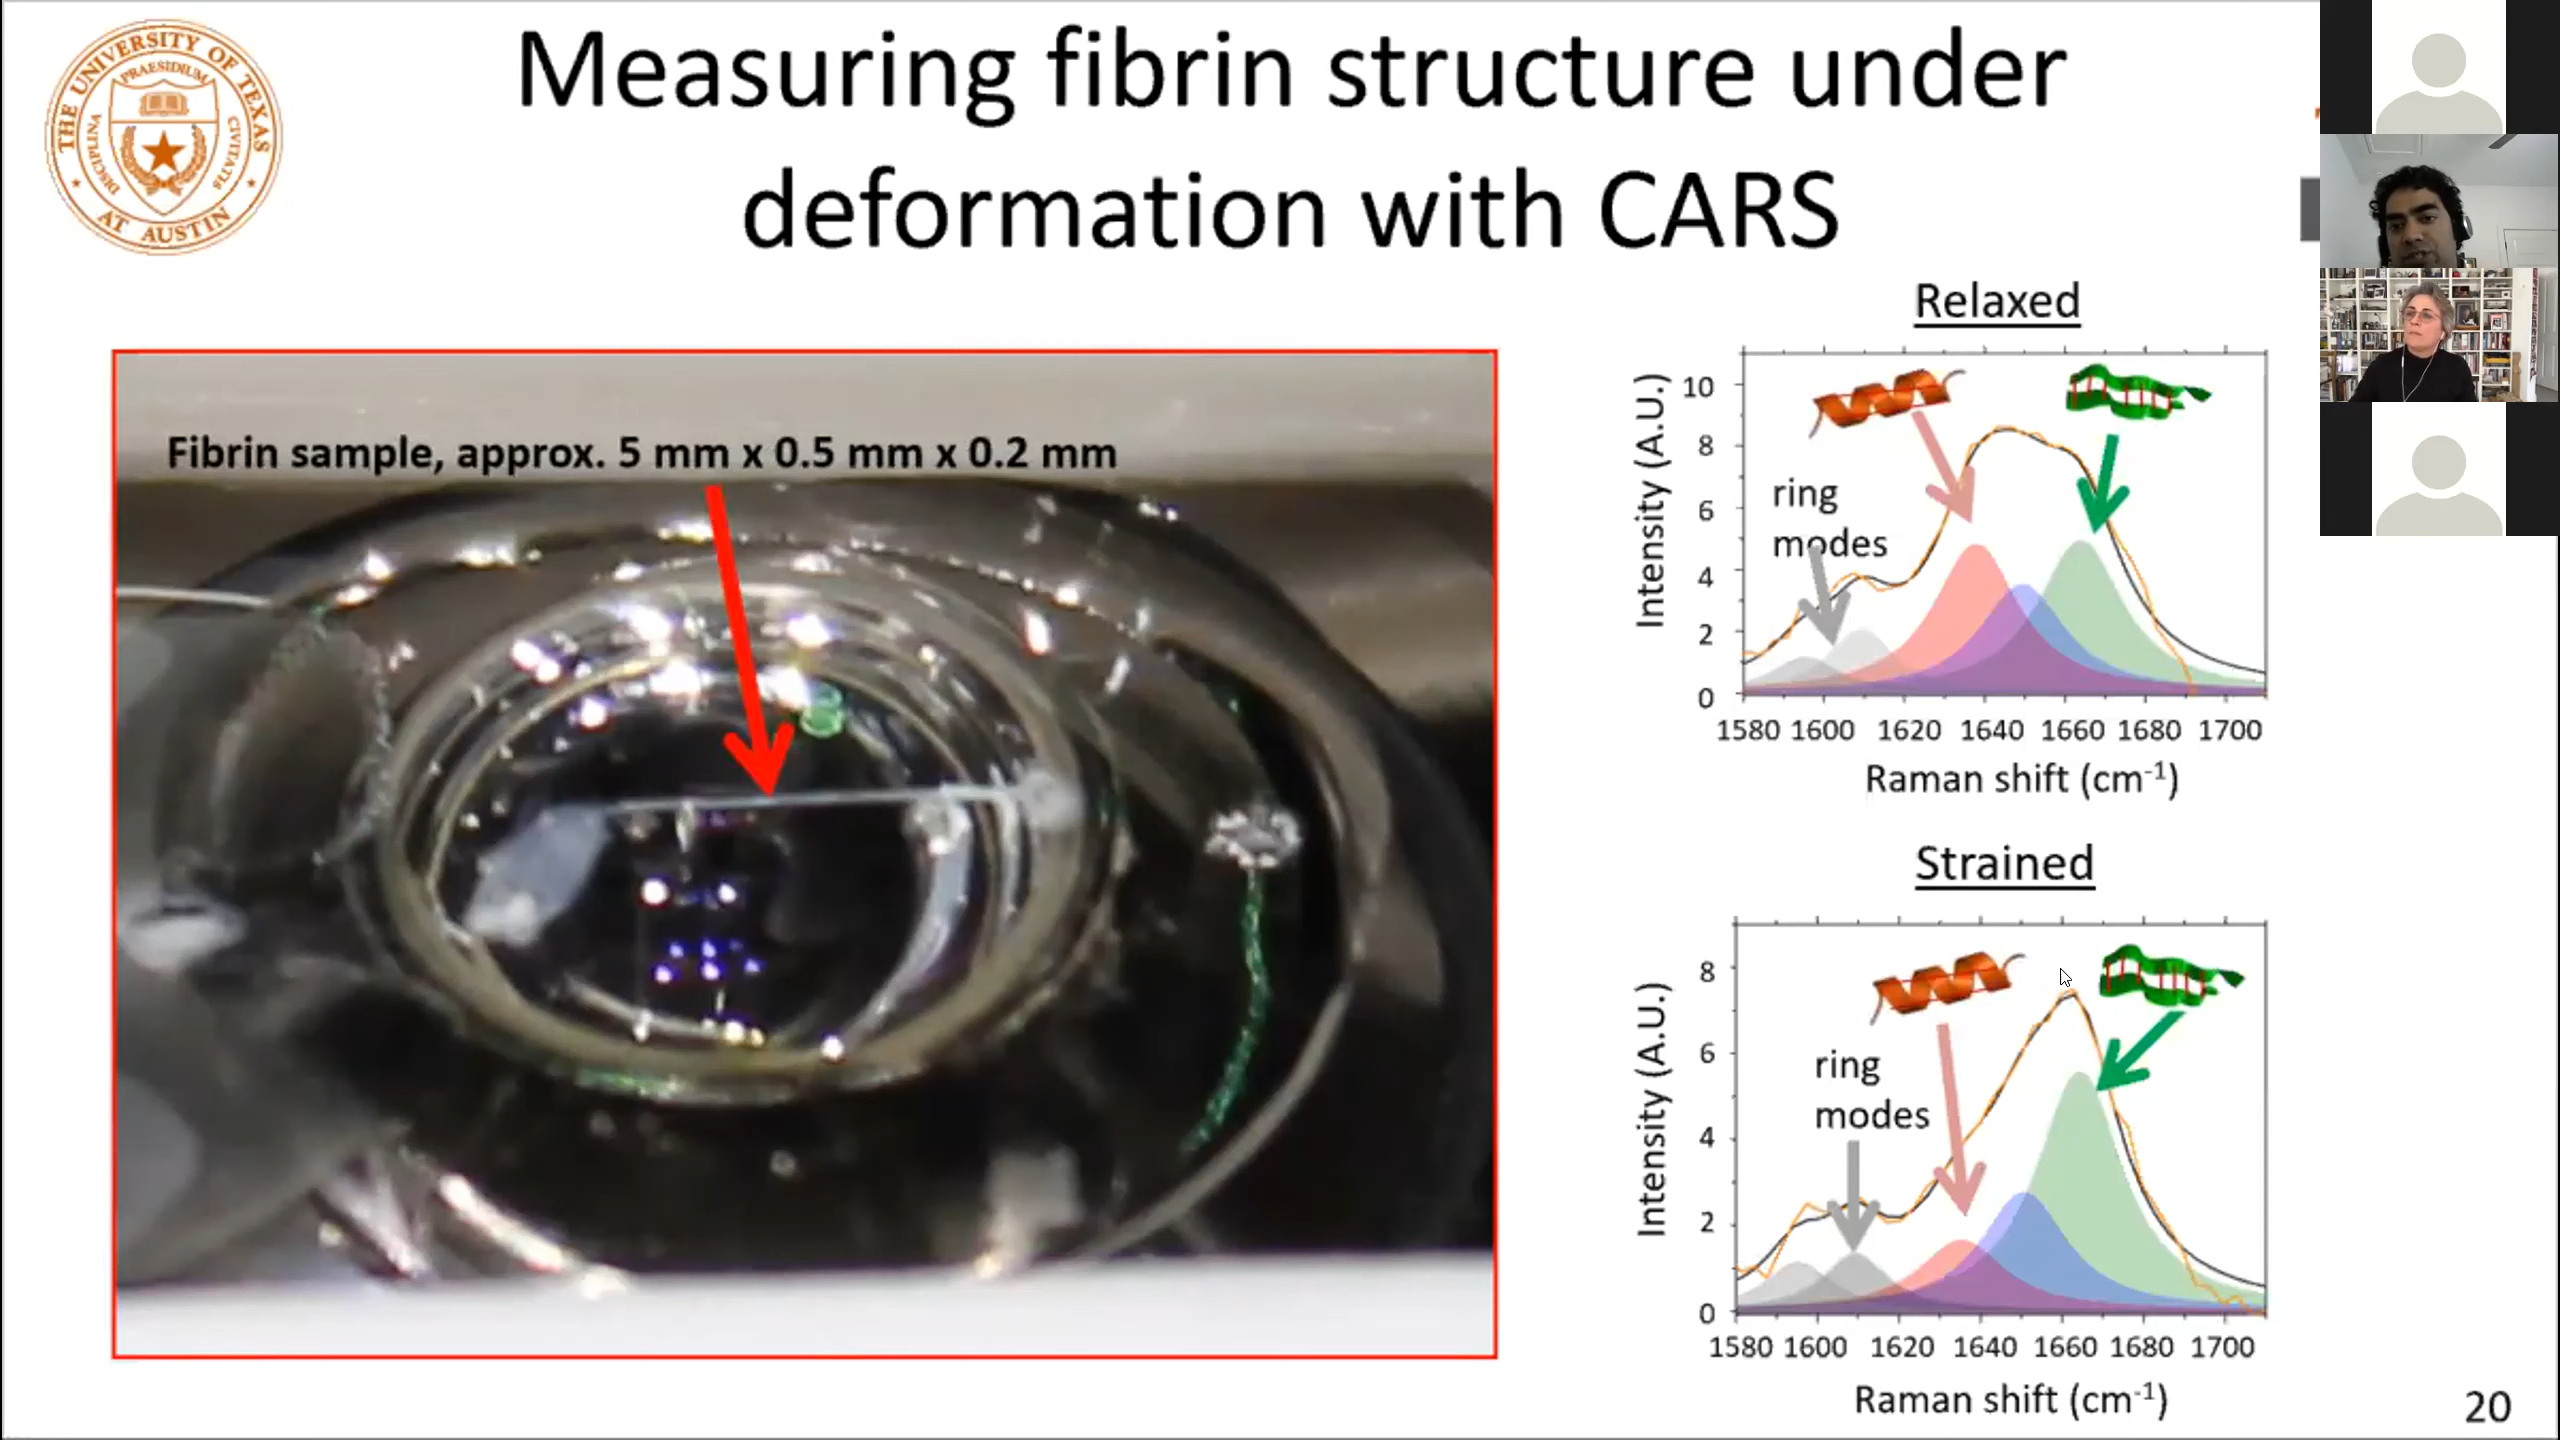 THE UNIVERSITY OF TEXAS
PRAESIDIUM
DISCIPLINA
CIVITATIS
AT AUSTIN
Measuring fibrin structure under
deformation with CARS
Fibrin sample, approx. 5 mm x 0.5 mm x 0.2 mm
Relaxed
Intensity (A.U.)
10
8
6
4
2
0
ring
modes
1580 1600 1620 1640 1660 1680 1700
Raman shift (cm-1)
Strained
Intensity (A.U.)
8
6
4
2
0
ring
modes
1580 1600 1620 1640 1660 1680 1700
Raman shift (cm-1)
20